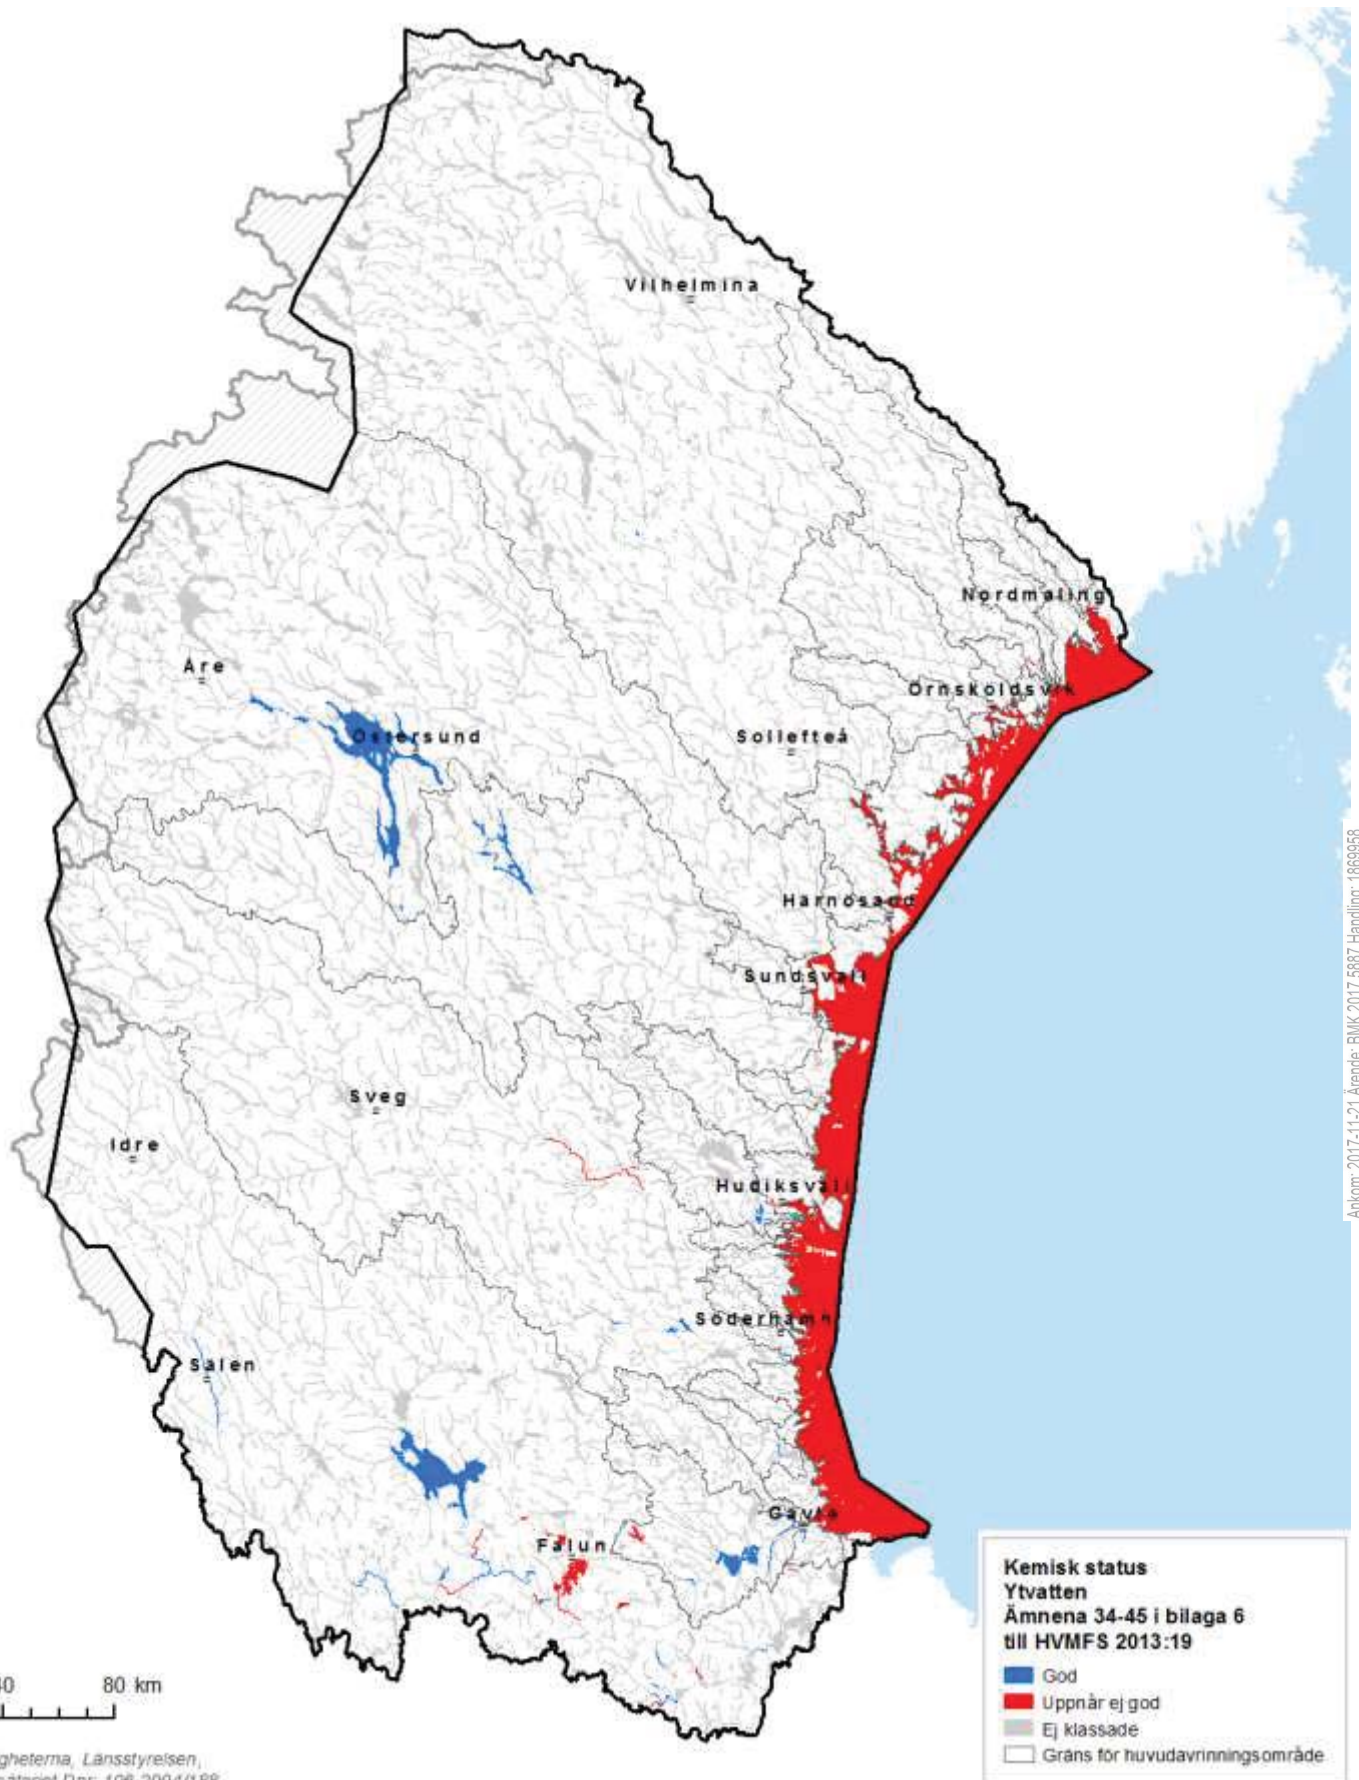 Vilhelmina
Nordmaling
Åre
Örnsköldsvik
Östersund
Sollefteå
Härnösand
Sundsvall
Sveg
Idre
Hudiksvall
Söderhamn
Sälen
Gävle
Falun
80 km
gheterna, Länsstyrelsen,
Kemisk status
Ytvatten
Ämnena 34-45 i bilaga 6
till HVMFS 2013:19
God
Uppnår ej god
Ej klassade
Gräns för huvudavrinningsområde
Ankom: 2017-11-21 Ärende: BMK 2017 5887 Handling: 1869958